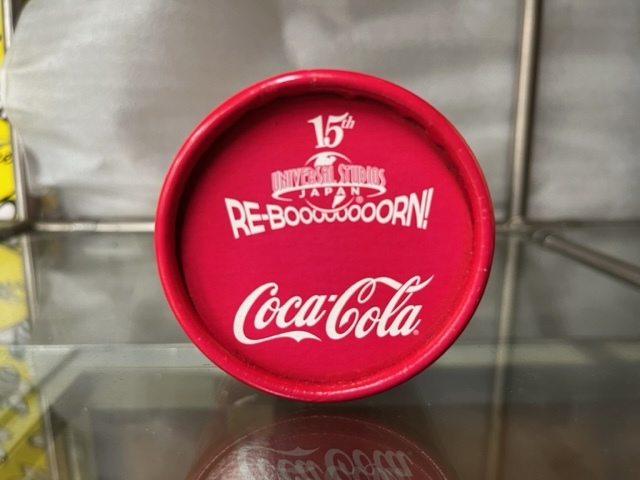 15th
UNIVERSAL STUDIOS
JAPAN ®
RE-BOOOOOOOORN!
Coca-Cola®